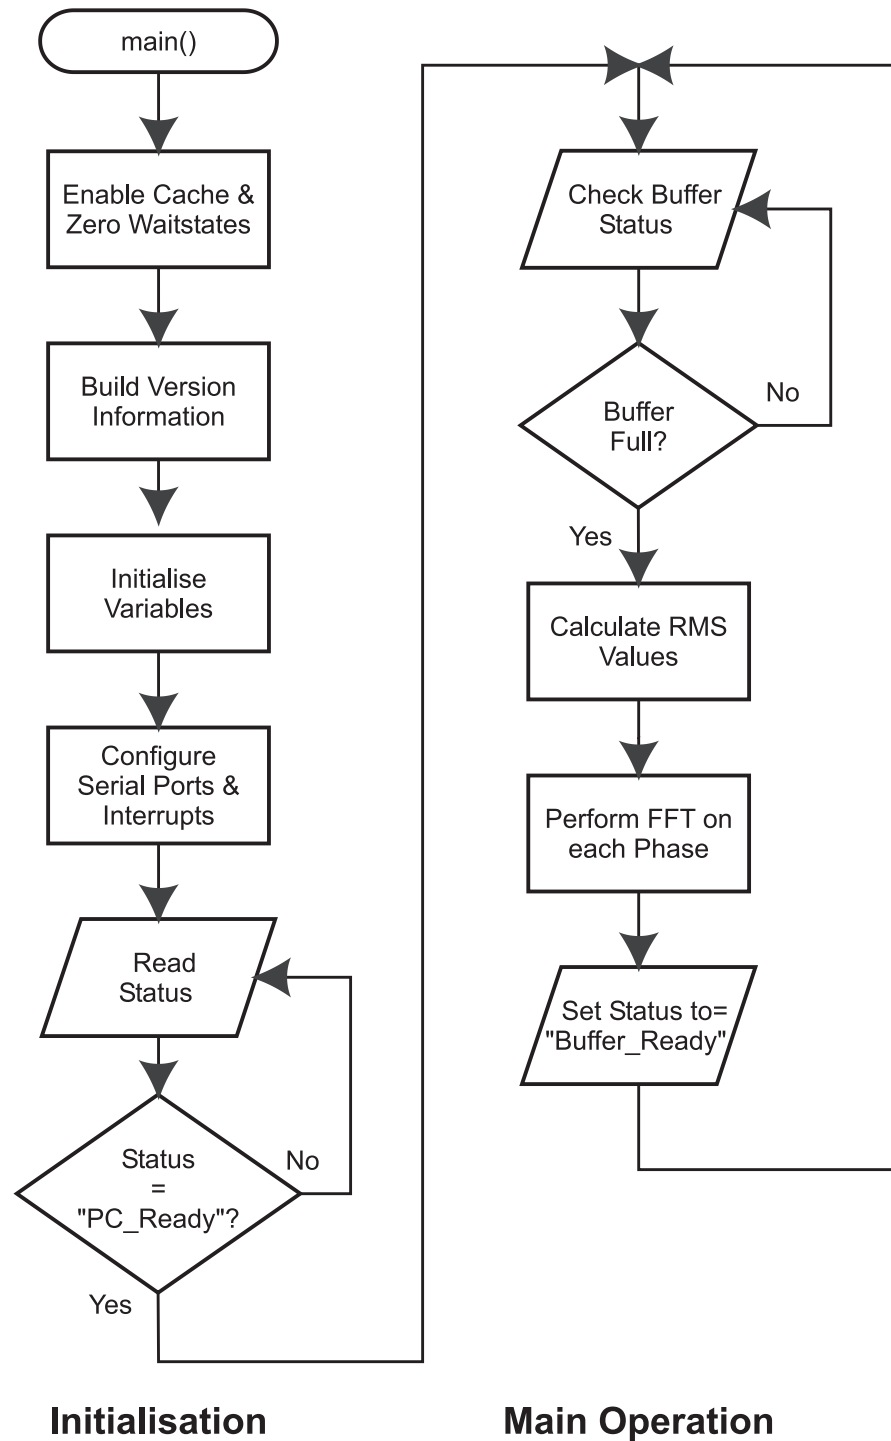 main()
Enable Cache &
Zero Waitstates
Build Version
Information
Initialise
Variables
Configure
Serial Ports &
Interrupts
Read
Status
Status
=
"PC_Ready"?
No
Yes
Initialisation
Check Buffer
Status
Buffer
Full?
No
Yes
Calculate RMS
Values
Perform FFT on
each Phase
Set Status to=
"Buffer_Ready"
Main Operation